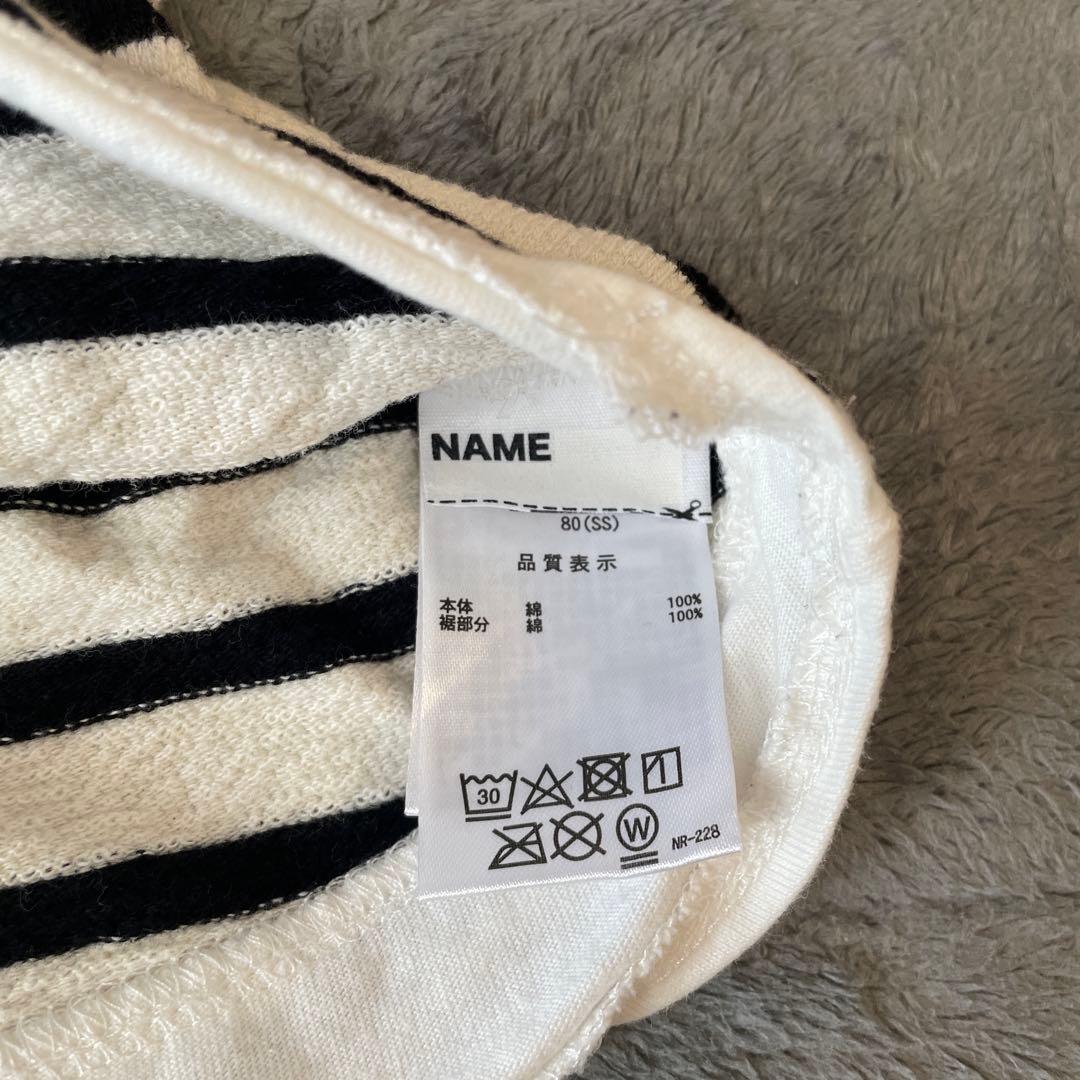 NAME
80(SS)
品質表示
本体 綿 100%
裾部分 綿 100%
30
W
NR-228